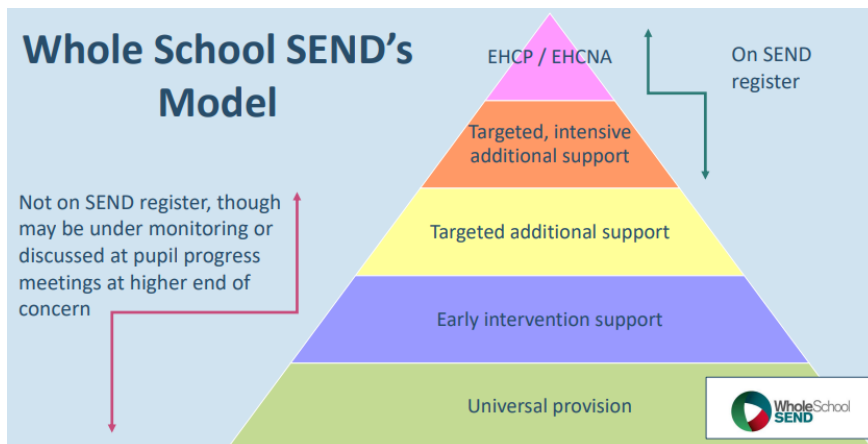 Whole School SEND's
Model
EHCP / EHCNA
On SEND
register
Targeted, intensive
additional support
Not on SEND register, though
may be under monitoring or
discussed at pupil progress
meetings at higher end of
concern
Targeted additional support
Early intervention support
Universal provision
WholeSchool
SEND